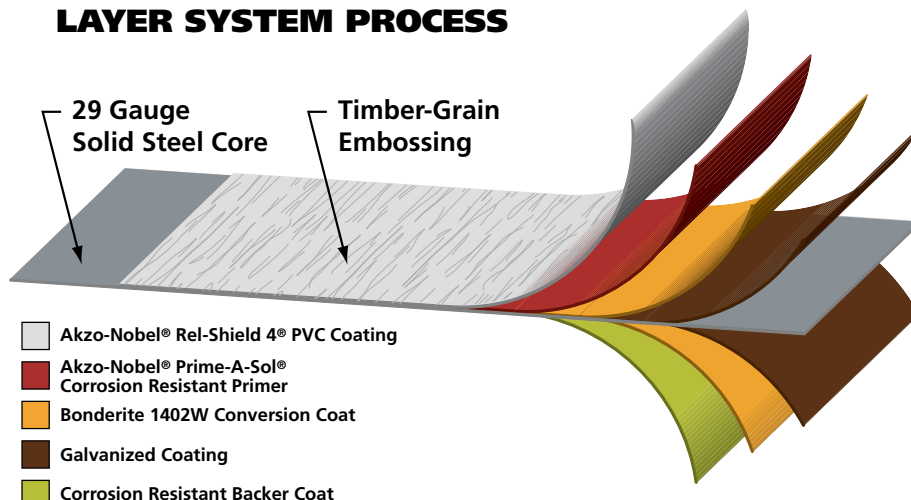 LAYER SYSTEM PROCESS
29 Gauge
Solid Steel Core
Timber-Grain
Embossing
Akzo-Nobel® Rel-Shield 4® PVC Coating
Akzo-Nobel® Prime-A-Sol®
Corrosion Resistant Primer
Bonderite 1402W Conversion Coat
Galvanized Coating
Corrosion Resistant Backer Coat